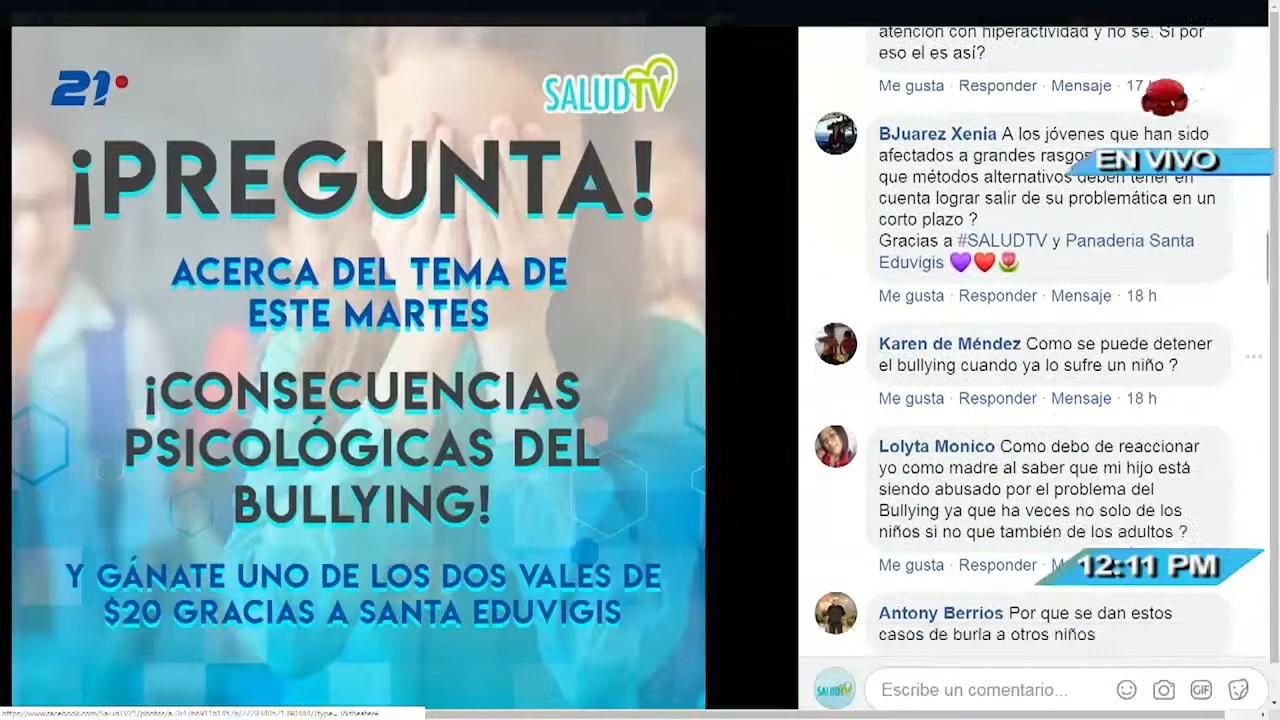 21
SALUDTV
¡PREGUNTA!
ACERCA DEL TEMA DE
ESTE MARTES
¡CONSECUENCIAS
PSICOLÓGICAS DEL
BULLYING!
Y GÁNATE UNO DE LOS DOS VALES DE
$20 GRACIAS A SANTA EDUVIGIS
atención con hiperactividad y no se. Si por
eso el es así?
Me gusta · Responder · Mensaje · 17
BJuarez Xenia A los jóvenes que han sido
afectados a grandes rasgos
EN VIVO
que métodos alternativos deben tener en
cuenta lograr salir de su problemática en un
corto plazo ?
Gracias a #SALUDTV y Panaderia Santa
Eduvigis 💜❤️🌷
Me gusta · Responder · Mensaje · 18 h
Karen de Méndez Como se puede detener
el bullying cuando ya lo sufre un niño ?
Me gusta · Responder · Mensaje · 18 h
Lolyta Monico Como debo de reaccionar
yo como madre al saber que mi hijo está
siendo abusado por el problema del
Bullying ya que ha veces no solo de los
niños si no que también de los adultos ?
Me gusta · Responder ·
12:11 PM
Antony Berrios Por que se dan estos
casos de burla a otros niños
SALUDTV
Escribe un comentario...
GIF